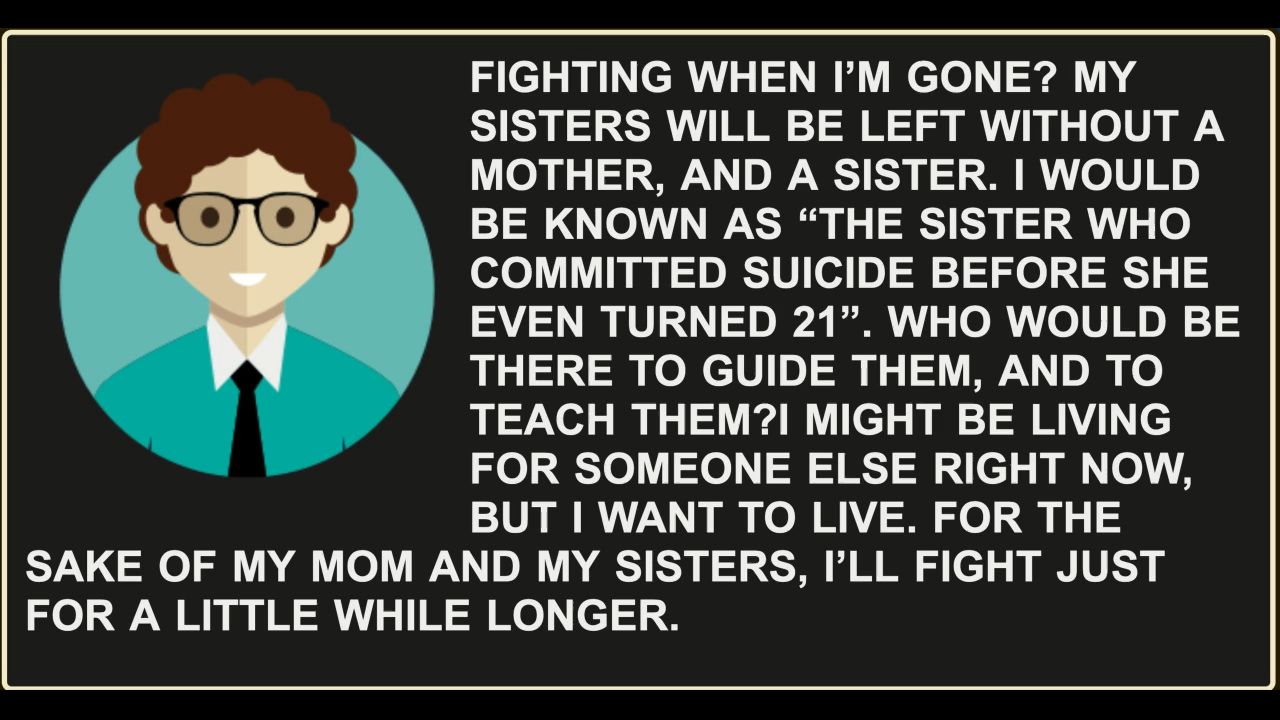 FIGHTING WHEN I’M GONE? MY
SISTERS WILL BE LEFT WITHOUT A
MOTHER, AND A SISTER. I WOULD
BE KNOWN AS “THE SISTER WHO
COMMITTED SUICIDE BEFORE SHE
EVEN TURNED 21”. WHO WOULD BE
THERE TO GUIDE THEM, AND TO
TEACH THEM?I MIGHT BE LIVING
FOR SOMEONE ELSE RIGHT NOW,
BUT I WANT TO LIVE. FOR THE
SAKE OF MY MOM AND MY SISTERS, I’LL FIGHT JUST
FOR A LITTLE WHILE LONGER.